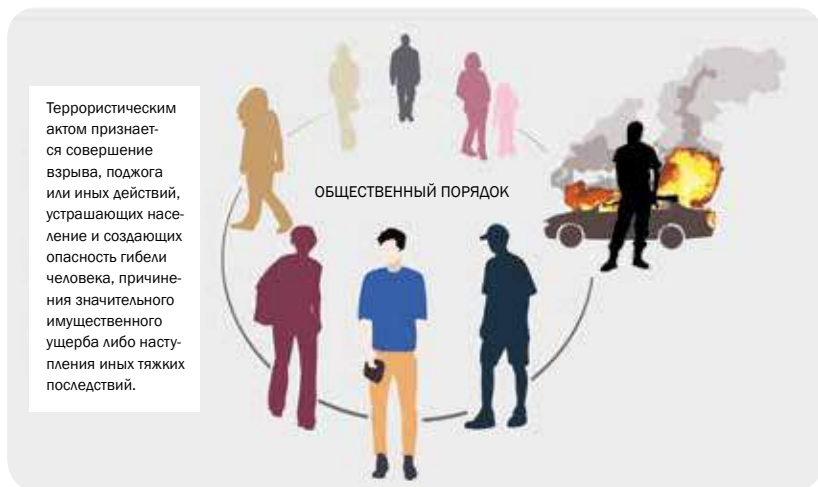 Террористическим
актом признает-
ся совершение
взрыва, поджога
или иных действий,
устрашающих насе-
ление и создающих
опасность гибели
человека, причине-
ния значительного
имущественного
ущерба либо насту-
пления иных тяжких
последствий.
ОБЩЕСТВЕННЫЙ ПОРЯДОК